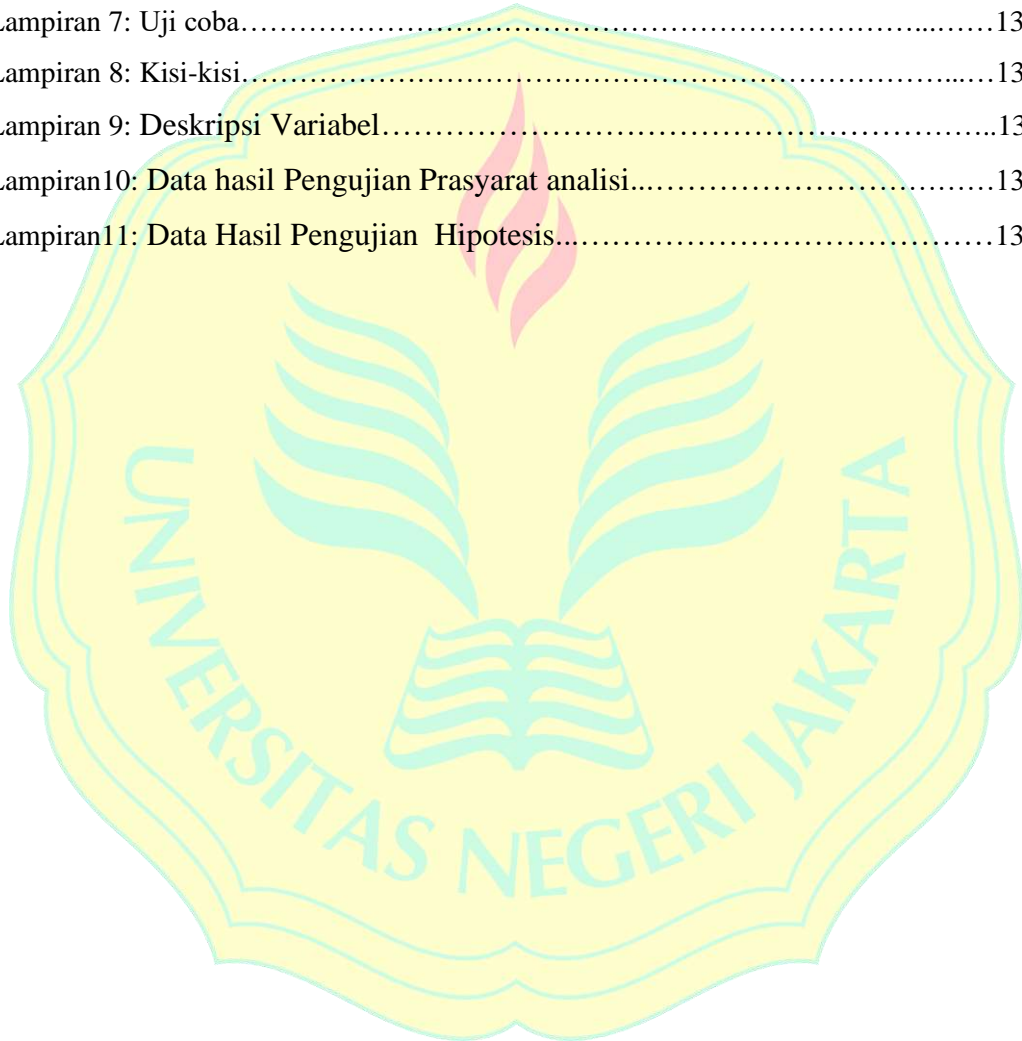 Lampiran 7: Uji coba…………………………………………………………...……13
Lampiran 8: Kisi-kisi…………………………………………………………...…13
Lampiran 9: Deskripsi Variabel…………………………………………………...13
Lampiran10: Data hasil Pengujian Prasyarat analisi...……………………………13
Lampiran11: Data Hasil Pengujian  Hipotesis...…………………………………13
UNIVERSITAS NEGERI JAKARTA